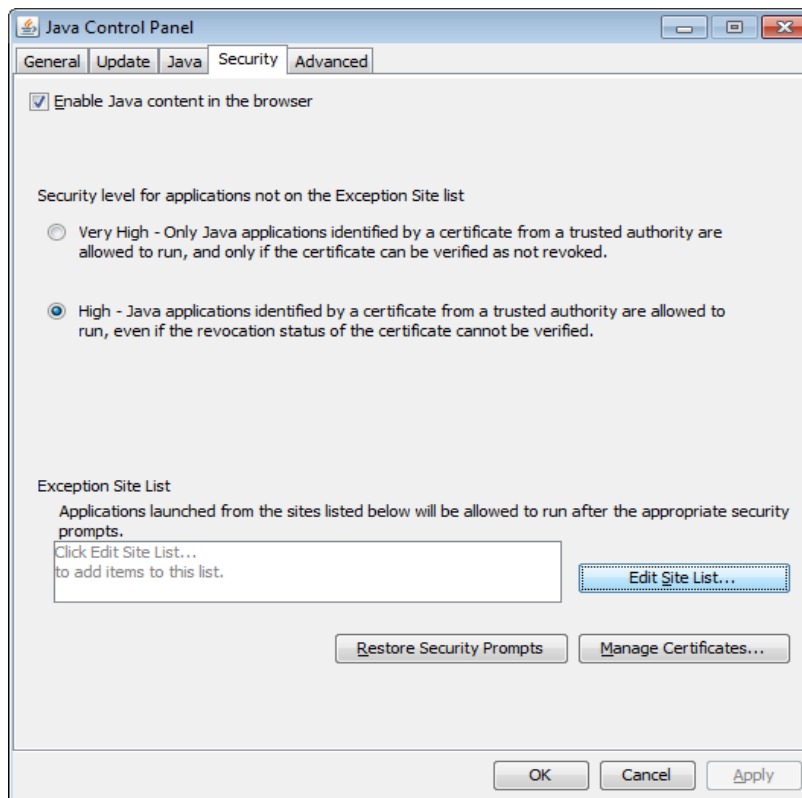 Java Control Panel
General Update Java Security Advanced
Enable Java content in the browser
Security level for applications not on the Exception Site list
Very High - Only Java applications identified by a certificate from a trusted authority are
allowed to run, and only if the certificate can be verified as not revoked.
High - Java applications identified by a certificate from a trusted authority are allowed to
run, even if the revocation status of the certificate cannot be verified.
Exception Site List
Applications launched from the sites listed below will be allowed to run after the appropriate security
prompts.
Click Edit Site List...
to add items to this list.
Edit Site List...
Restore Security Prompts Manage Certificates...
OK Cancel Apply